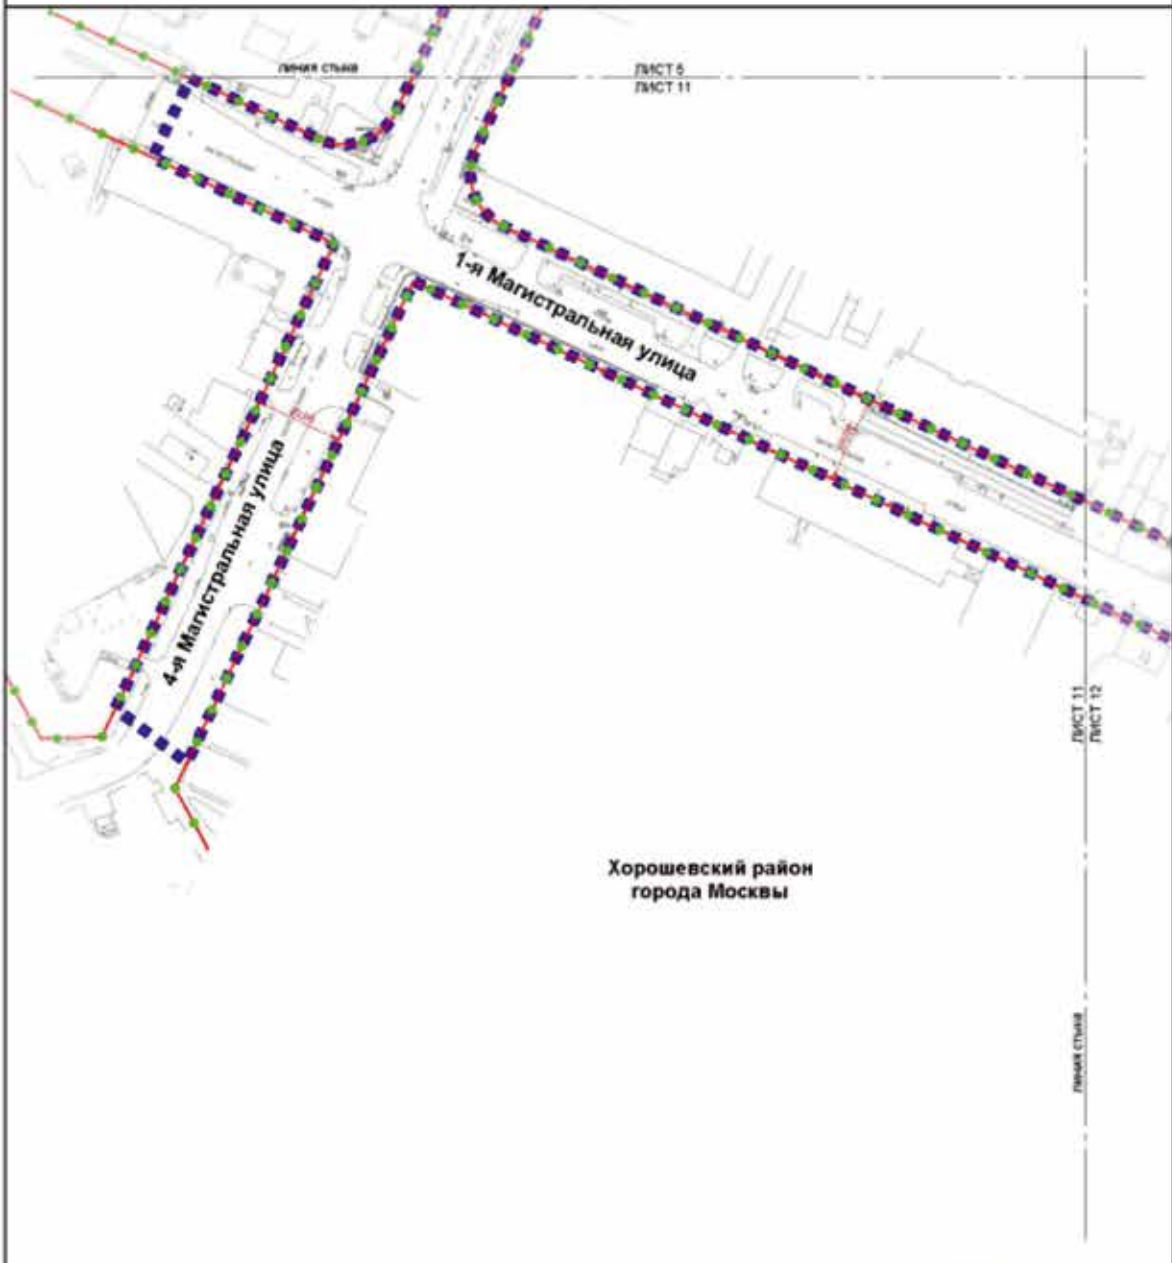 линия стыка
ЛИСТ 5
ЛИСТ 11
1-я Магистральная улица
4-я Магистральная улица
ЛИСТ 11
ЛИСТ 12
Хорошевский район
города Москвы
линия стыка